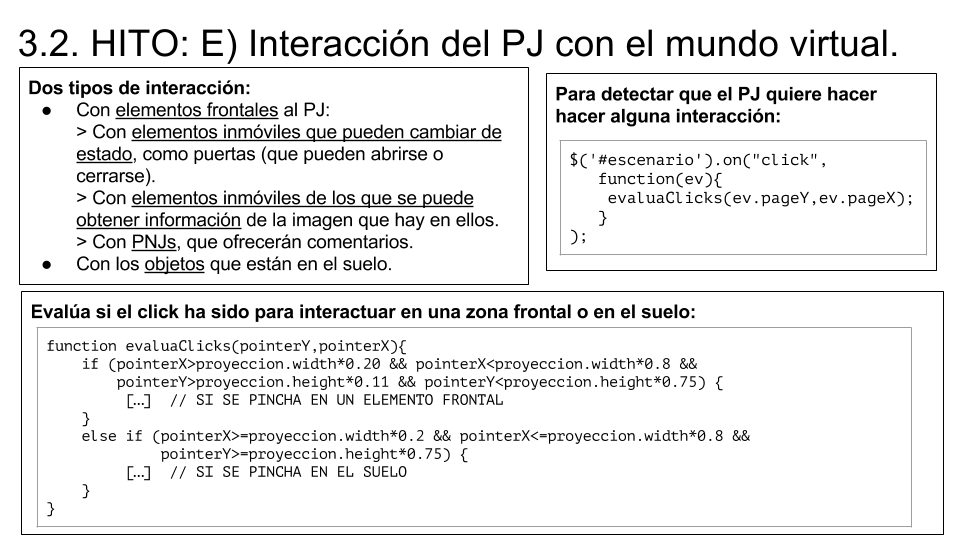 3.2. HITO: E) Interacción del PJ con el mundo virtual.
Dos tipos de interacción:
● Con elementos frontales al PJ:
> Con elementos inmóviles que pueden cambiar de
estado, como puertas (que pueden abrirse o
cerrarse).
> Con elementos inmóviles de los que se puede
obtener información de la imagen que hay en ellos.
> Con PNJs, que ofrecerán comentarios.
● Con los objetos que están en el suelo.
Para detectar que el PJ quiere hacer
hacer alguna interacción:
$('#escenario').on("click",
function(ev){
evaluaClicks(ev.pageY,ev.pageX);
}
);
Evalúa si el click ha sido para interactuar en una zona frontal o en el suelo:
function evaluaClicks(pointerY,pointerX){
if (pointerX>proyeccion.width*0.20 && pointerX<proyeccion.width*0.8 &&
pointerY>proyeccion.height*0.11 && pointerY<proyeccion.height*0.75) {
[…] // SI SE PINCHA EN UN ELEMENTO FRONTAL
}
else if (pointerX>=proyeccion.width*0.2 && pointerX<=proyeccion.width*0.8 &&
pointerY>=proyeccion.height*0.75) {
[…] // SI SE PINCHA EN EL SUELO
}
}